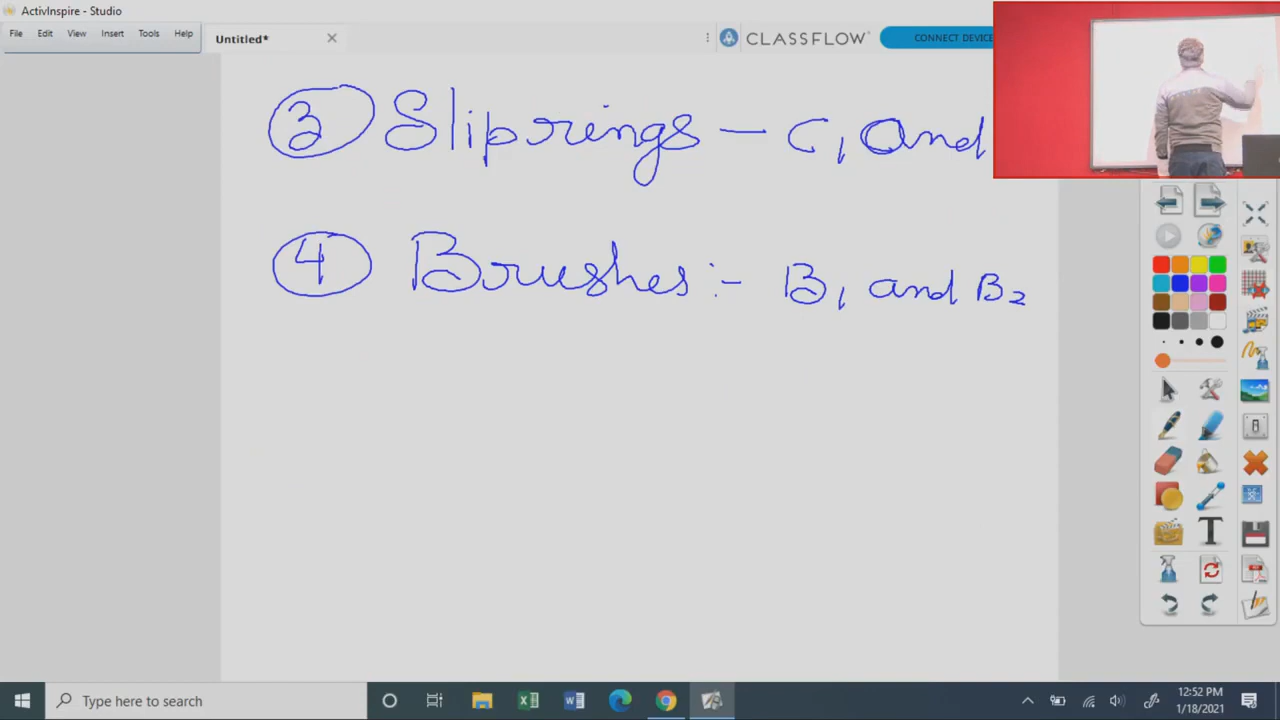 ActivInspire - Studio
File Edit View Insert Tools Help
Untitled*
CLASSFLOW
CONNECT DEVICE
3 Sliprings – C1 and
4 Brushes :- B1 and B2
T
Type here to search
12:52 PM
1/18/2021